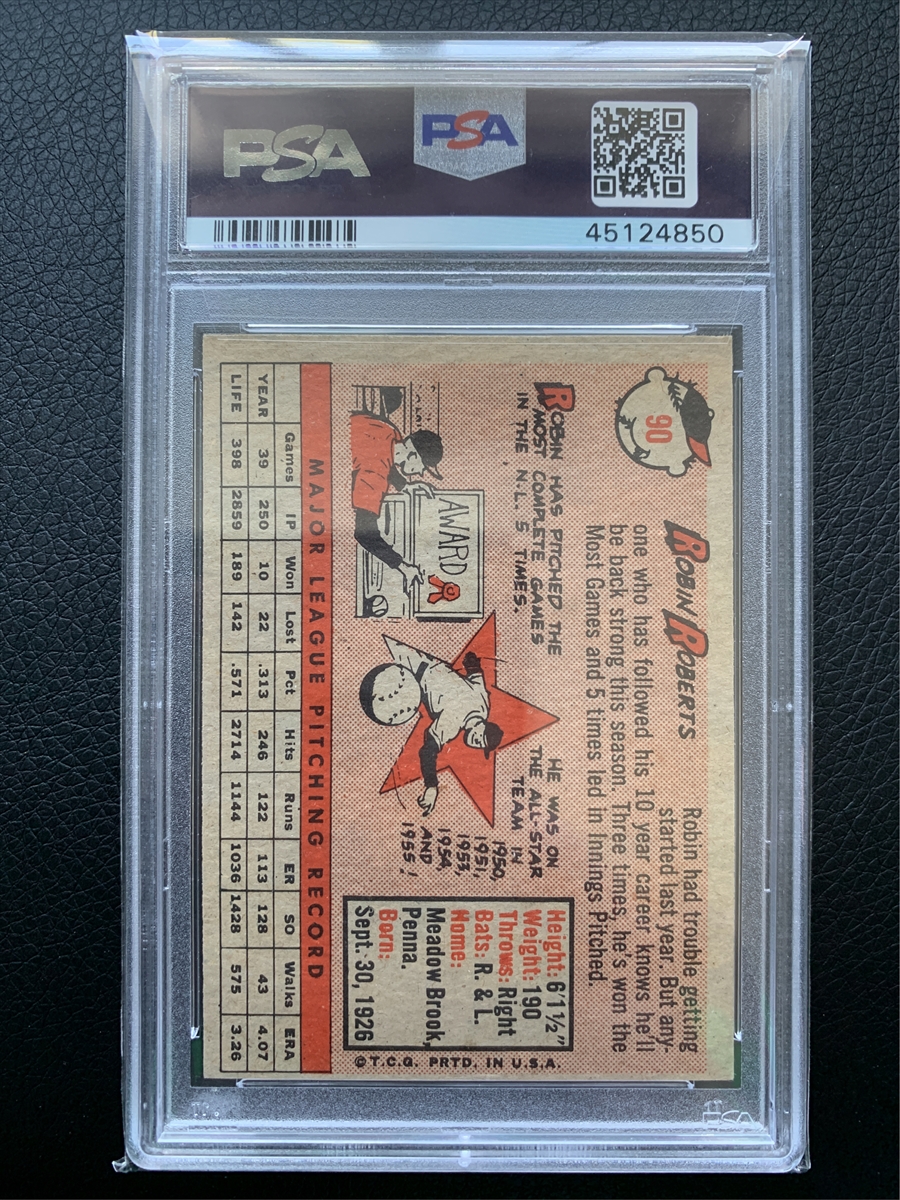 PSA
PSA
45124850
90
ROBIN ROBERTS
Robin had trouble getting
started last year. But any-
one who has followed his 10 year career knows he'll
be back strong this season. Three times, he's won the
Most Games and 5 times led in Innings Pitched.
ROBIN HAS PITCHED THE
MOST COMPLETE GAMES
IN THE N.L. 5 TIMES.
AWARD
HE WAS ON
THE ALL-STAR
TEAM IN
1950,
1951,
1953,
1954,
AND
1955!
Height: 6'1½"
Weight: 190
Throws: Right
Bats: R. & L.
Home:
Meadow Brook,
Penna.
Born:
Sept. 30, 1926
©T.C.G. PRTD. IN U.S.A.
MAJOR LEAGUE PITCHING RECORD
Games IP Won Lost Pct Hits Runs ER SO Walks ERA
YEAR 39 250 10 22 .313 246 122 113 128 43 4.07
LIFE 398 2859 189 142 .571 2714 1144 1036 1428 575 3.26
PSA